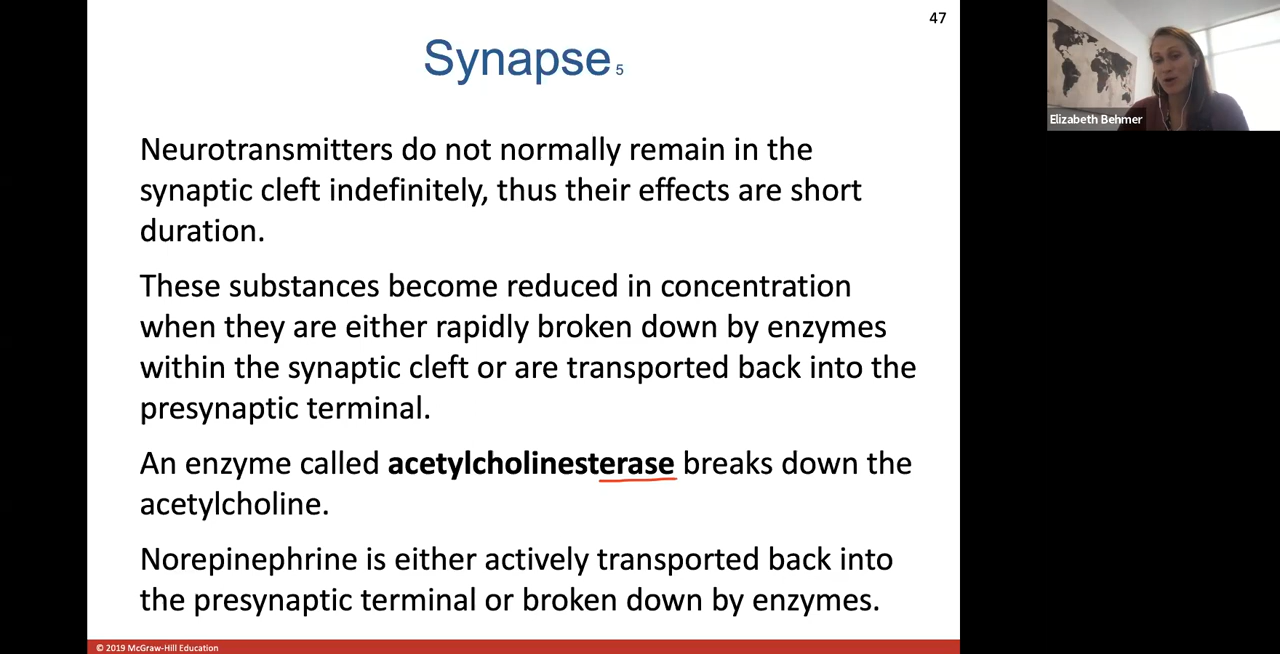 47
Synapse 5
Elizabeth Behmer
Neurotransmitters do not normally remain in the
synaptic cleft indefinitely, thus their effects are short
duration.
These substances become reduced in concentration
when they are either rapidly broken down by enzymes
within the synaptic cleft or are transported back into the
presynaptic terminal.
An enzyme called acetylcholinesterase breaks down the
acetylcholine.
Norepinephrine is either actively transported back into
the presynaptic terminal or broken down by enzymes.
© 2019 McGraw-Hill Education